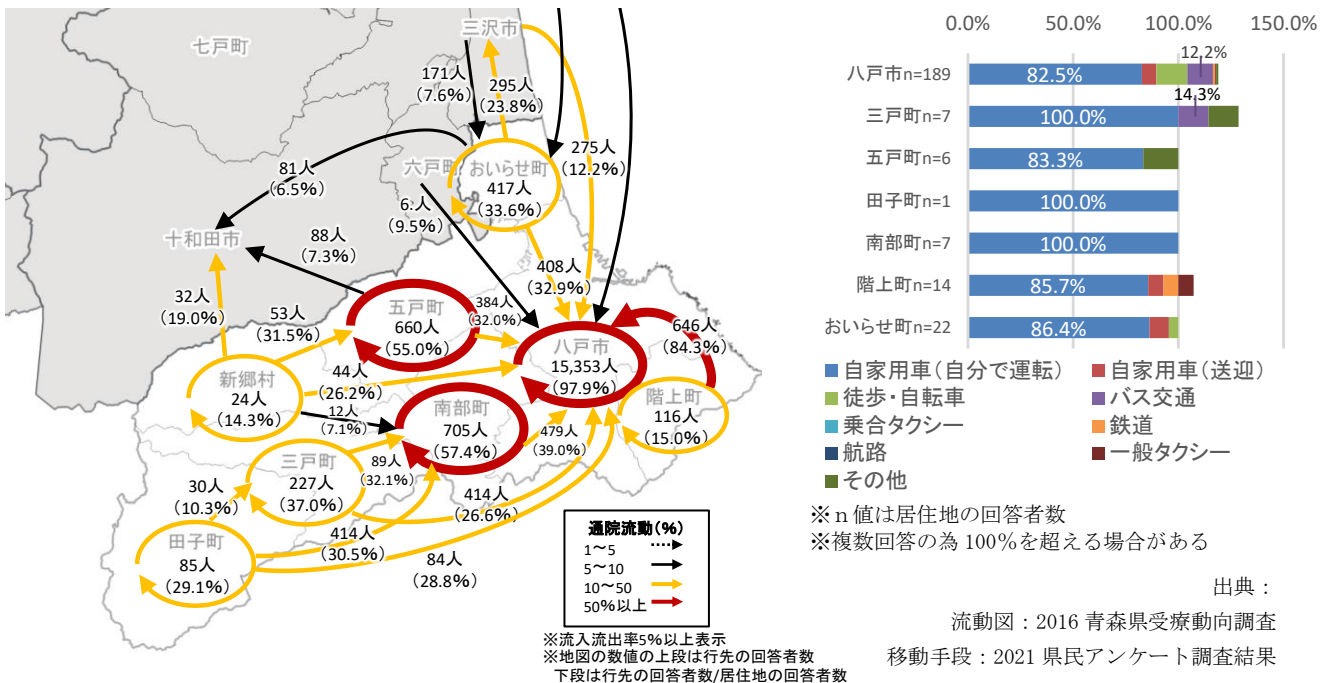 七戸町
三沢市
171人
(7.6%)
295人
(23.8%)
275人
(12.2%)
81人
(6.5%)
六戸町
おいらせ町
417人
(33.6%)
6.人
(9.5%)
十和田市
88人
(7.3%)
408人
(32.9%)
32人
(19.0%)
53人
(31.5%)
五戸町
660人
(55.0%)
384人
(32.0%)
八戸市
15,353人
(97.9%)
646人
(84.3%)
44人
(26.2%)
新郷村
24人
(14.3%)
12人
(7.1%)
南部町
705人
(57.4%)
479人
(39.0%)
階上町
116人
(15.0%)
三戸町
227人
(37.0%)
89人
(32.1%)
30人
(10.3%)
414人
(26.6%)
414人
(30.5%)
田子町
85人
(29.1%)
84人
(28.8%)
通院流動(%)
1～5
5～10
10～50
50%以上
※流入流出率5%以上表示
※地図の数値の上段は行先の回答者数
下段は行先の回答者数/居住地の回答者数
0.0% 50.0% 100.0% 150.0%
12.2%
八戸市n=189 82.5%
14.3%
三戸町n=7 100.0%
五戸町n=6 83.3%
田子町n=1 100.0%
南部町n=7 100.0%
階上町n=14 85.7%
おいらせ町n=22 86.4%
自家用車(自分で運転) 自家用車(送迎)
徒歩・自転車 バス交通
乗合タクシー 鉄道
航路 一般タクシー
その他
※ｎ値は居住地の回答者数
※複数回答の為 100％を超える場合がある
出典：
流動図：2016 青森県受療動向調査
移動手段：2021 県民アンケート調査結果